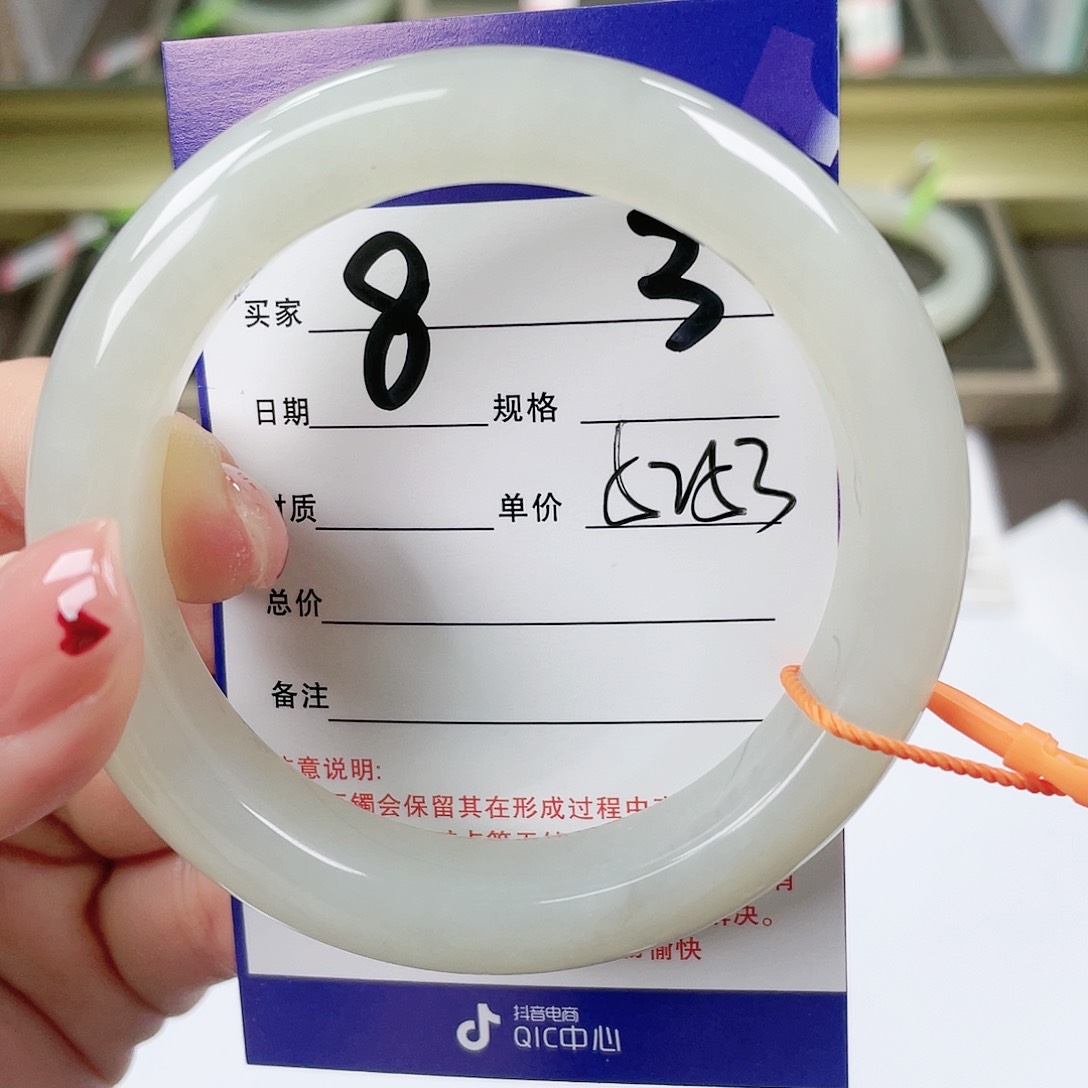 8 3
买家
日期 规格
质 单价
总价
备注
意说明:
镯会保留其在形成过程中
有
决。
愉快
抖音电商
QIC中心